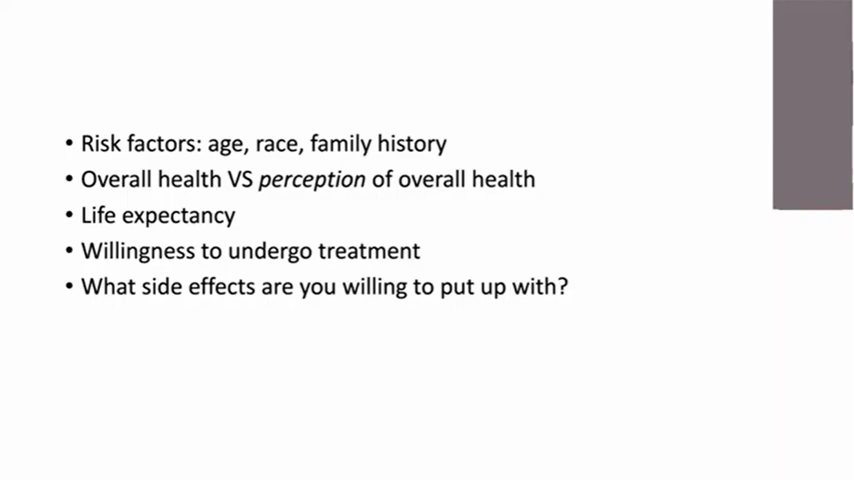 • Risk factors: age, race, family history
• Overall health VS perception of overall health
• Life expectancy
• Willingness to undergo treatment
• What side effects are you willing to put up with?